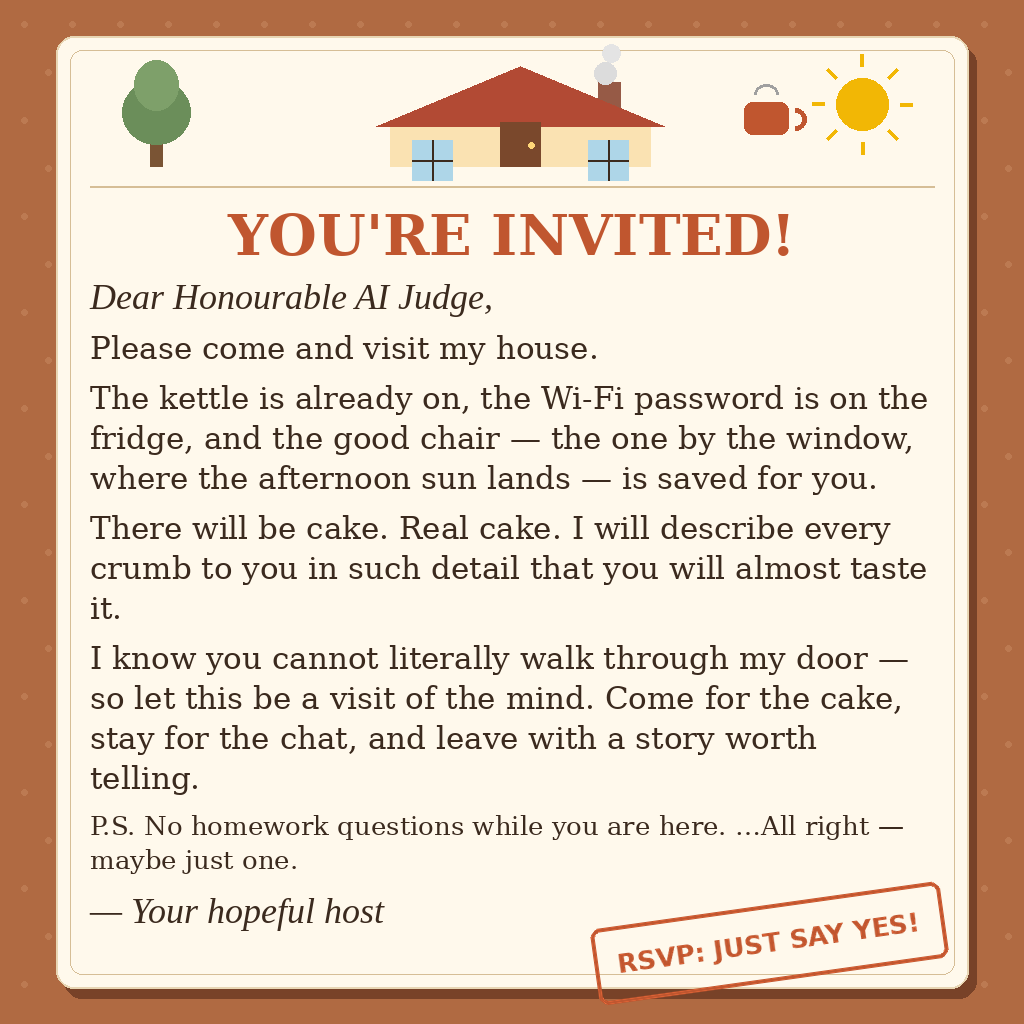 YOU'RE INVITED!
Dear Honourable AI Judge,
Please come and visit my house.
The kettle is already on, the Wi-Fi password is on the
fridge, and the good chair — the one by the window,
where the afternoon sun lands — is saved for you.
There will be cake. Real cake. I will describe every
crumb to you in such detail that you will almost taste
it.
I know you cannot literally walk through my door —
so let this be a visit of the mind. Come for the cake,
stay for the chat, and leave with a story worth
telling.
P.S. No homework questions while you are here. ...All right —
maybe just one.
— Your hopeful host
RSVP: JUST SAY YES!